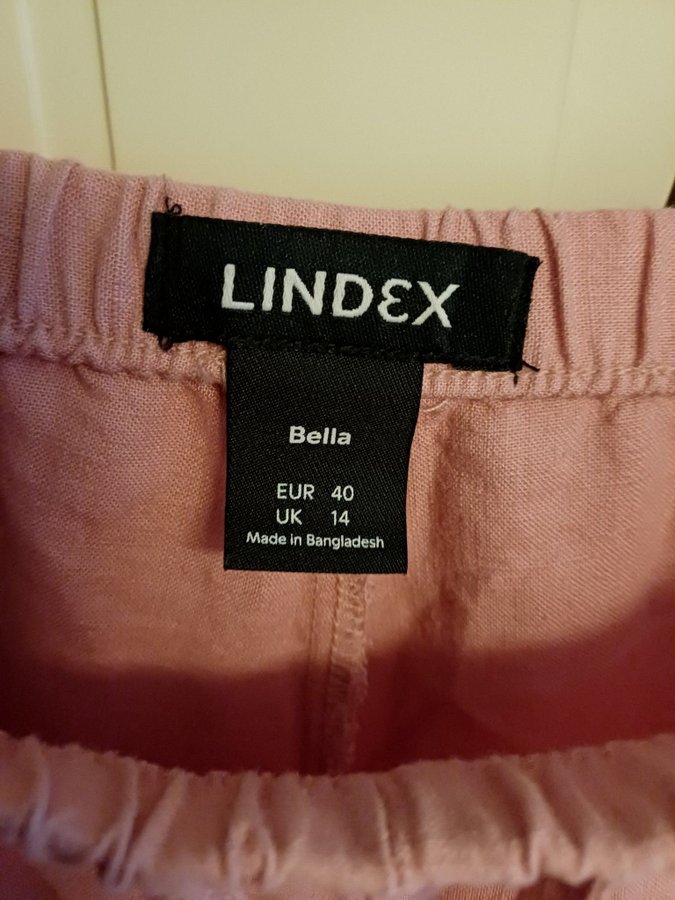 LINDEX
Bella
EUR 40
UK 14
Made in Bangladesh